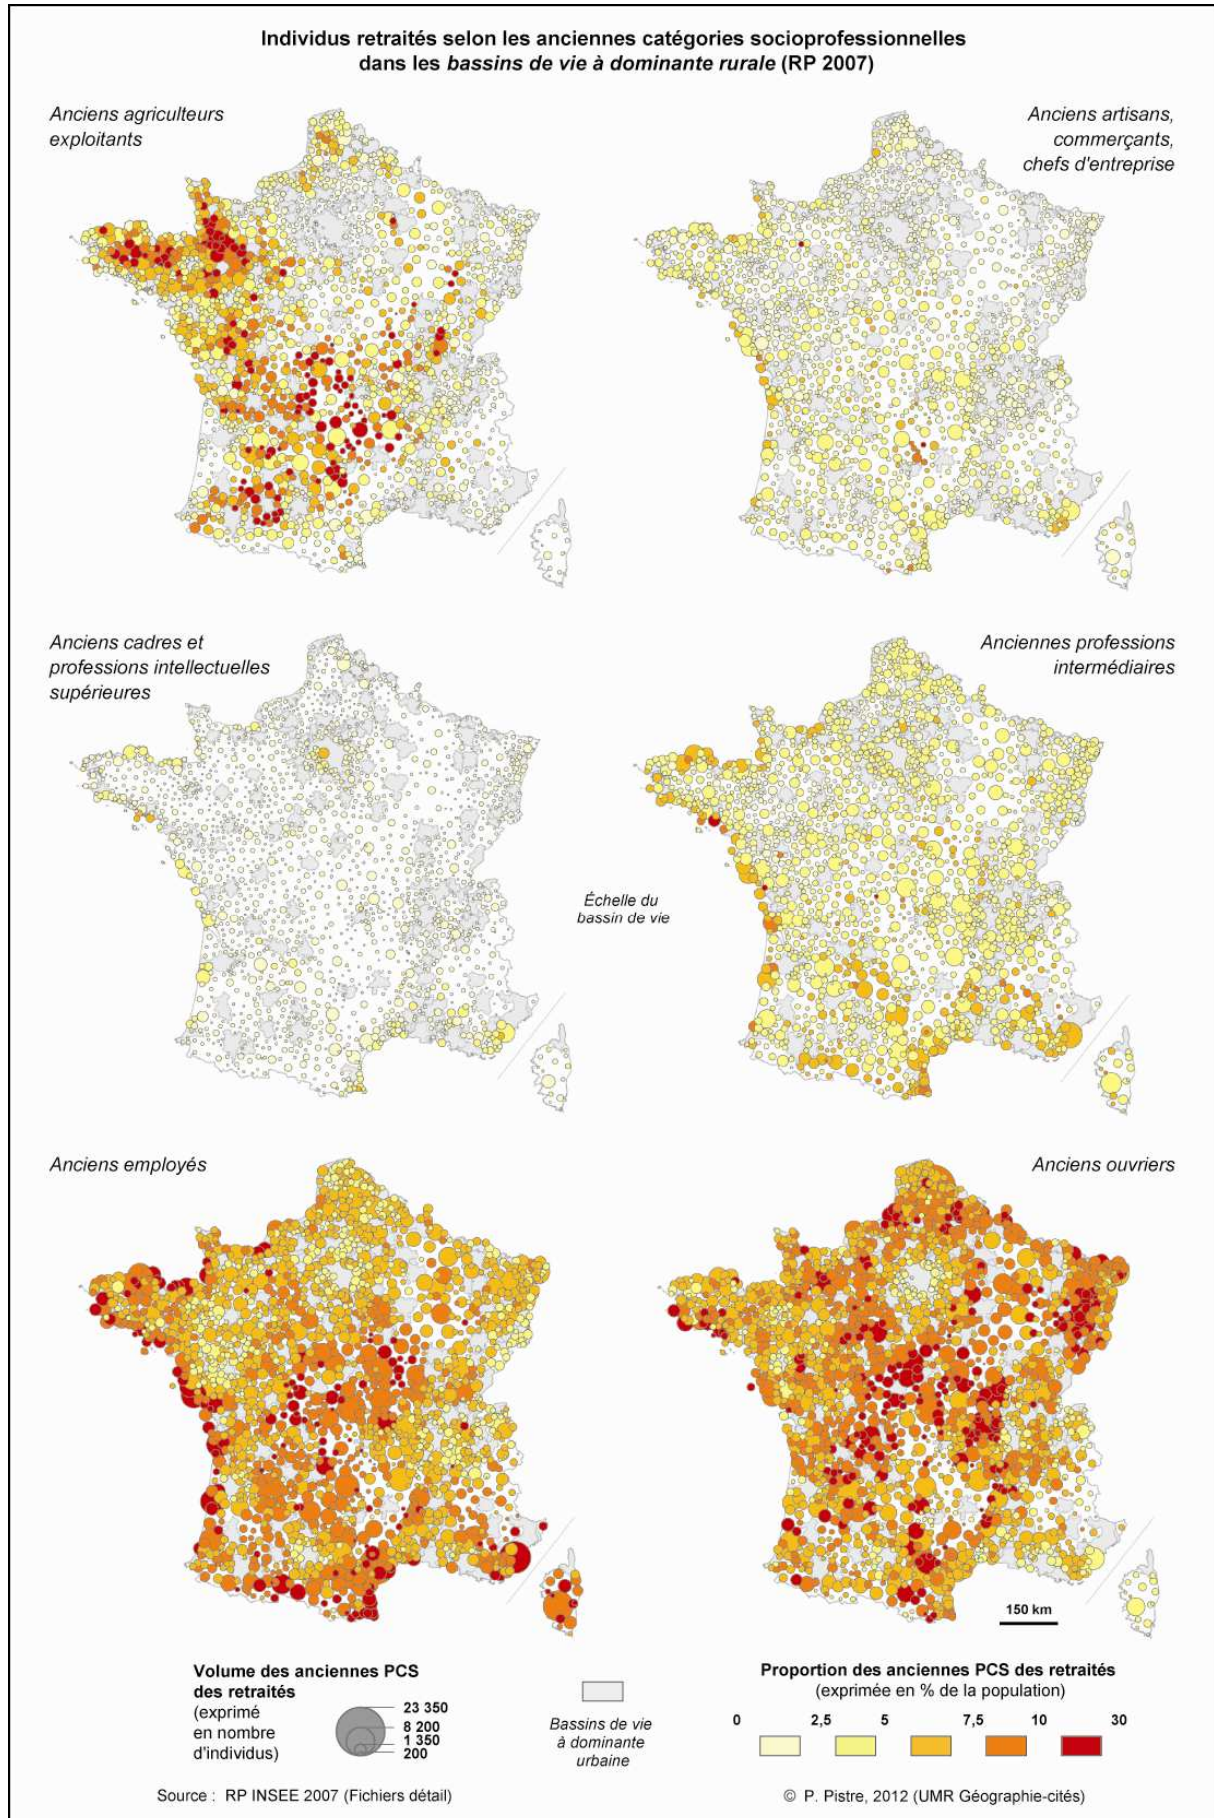 Individus retraités selon les anciennes catégories socioprofessionnelles
dans les bassins de vie à dominante rurale (RP 2007)
Anciens agriculteurs
exploitants
Anciens artisans,
commerçants,
chefs d'entreprise
Anciens cadres et
professions intellectuelles
supérieures
Anciennes professions
intermédiaires
Échelle du
bassin de vie
Anciens employés
Anciens ouvriers
150 km
Volume des anciennes PCS
des retraités
(exprimé
en nombre
d'individus)
23 350
8 200
1 350
200
Bassins de vie
à dominante
urbaine
Proportion des anciennes PCS des retraités
(exprimée en % de la population)
0 2,5 5 7,5 10 30
Source : RP INSEE 2007 (Fichiers détail)
© P. Pistre, 2012 (UMR Géographie-cités)